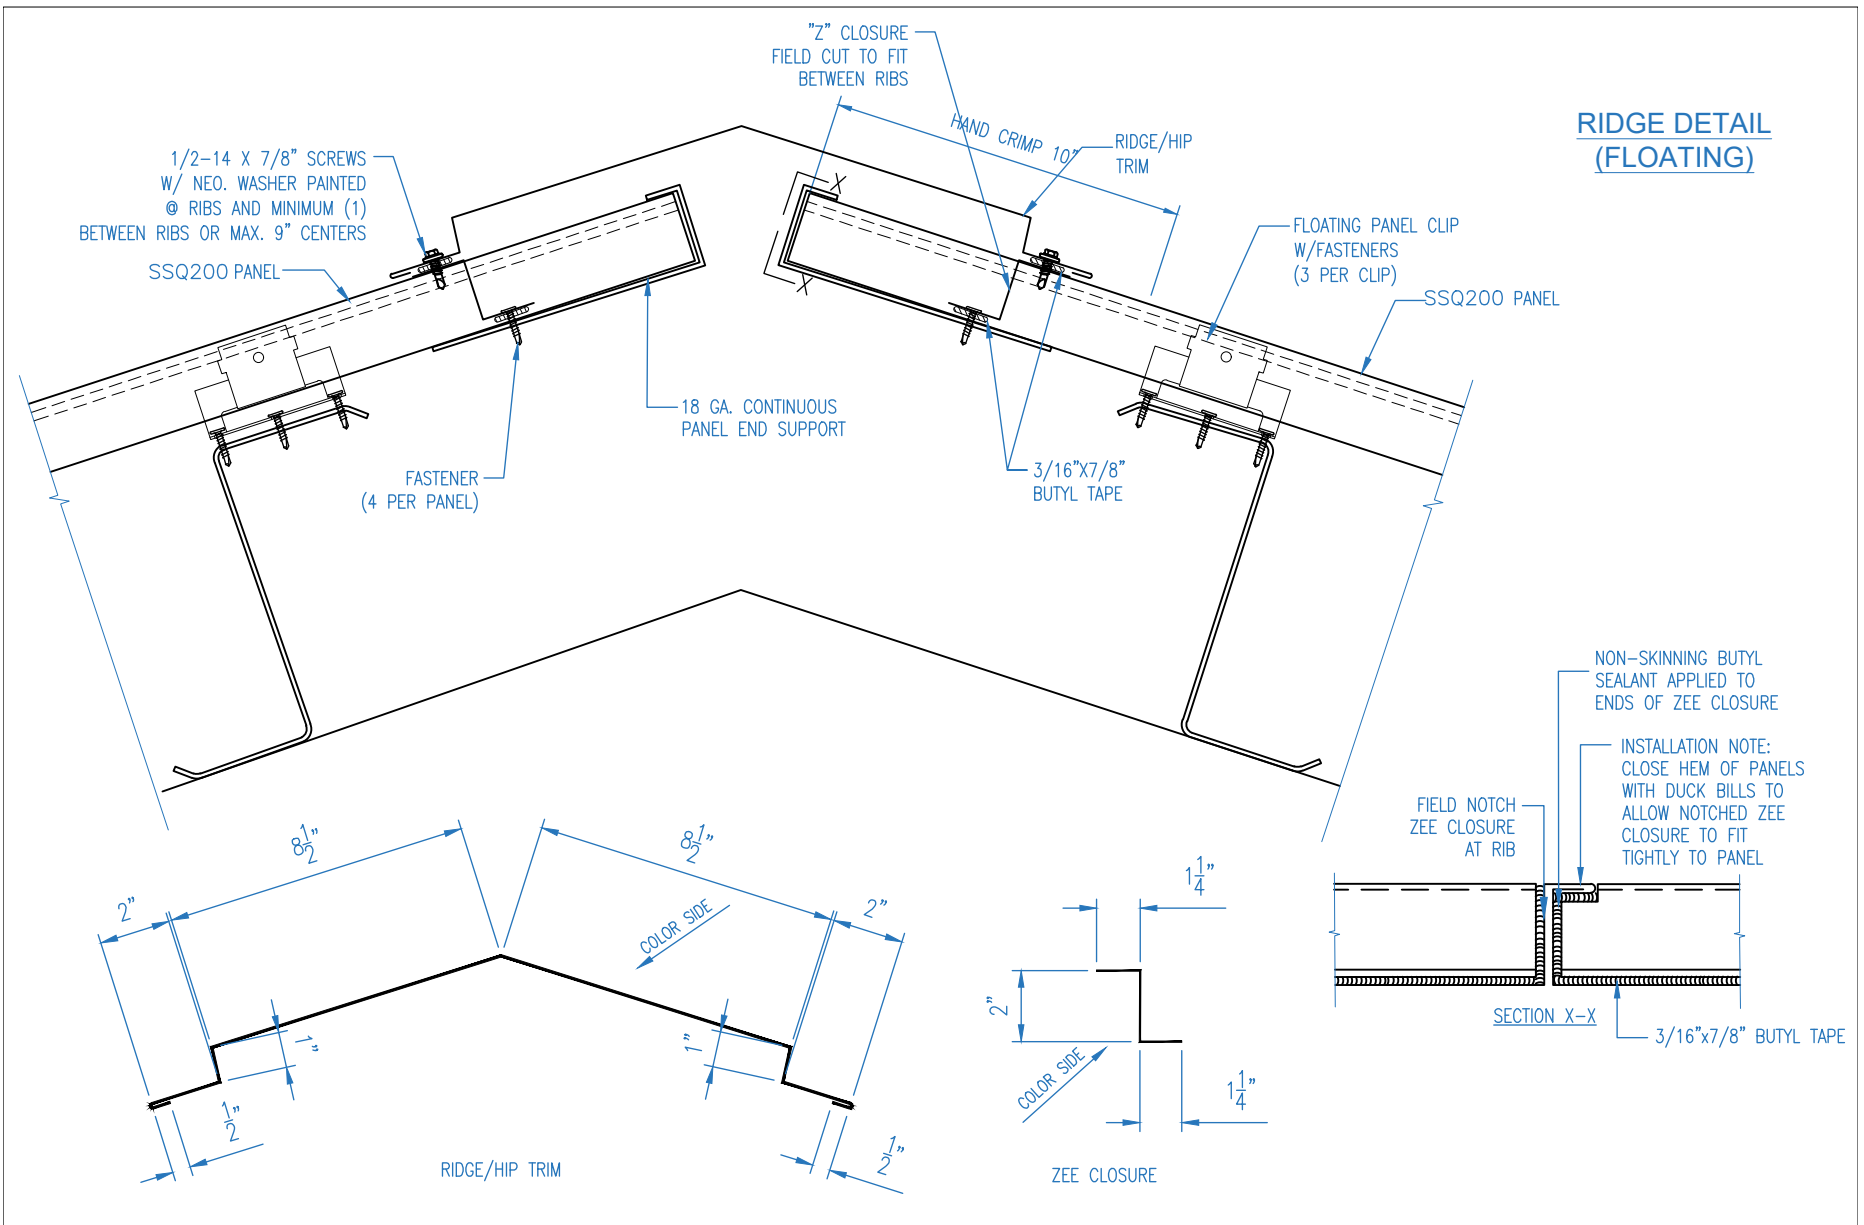 RIDGE DETAIL
(FLOATING)
"Z" CLOSURE
FIELD CUT TO FIT
BETWEEN RIBS
HAND CRIMP 10"
RIDGE/HIP
TRIM
1/2-14 X 7/8" SCREWS
W/ NEO. WASHER PAINTED
@ RIBS AND MINIMUM (1)
BETWEEN RIBS OR MAX. 9" CENTERS
SSQ200 PANEL
X
X
FLOATING PANEL CLIP
W/FASTENERS
(3 PER CLIP)
SSQ200 PANEL
18 GA. CONTINUOUS
PANEL END SUPPORT
FASTENER
(4 PER PANEL)
3/16"X7/8"
BUTYL TAPE
NON-SKINNING BUTYL
SEALANT APPLIED TO
ENDS OF ZEE CLOSURE
INSTALLATION NOTE:
CLOSE HEM OF PANELS
WITH DUCK BILLS TO
ALLOW NOTCHED ZEE
CLOSURE TO FIT
TIGHTLY TO PANEL
FIELD NOTCH
ZEE CLOSURE
AT RIB
SECTION X-X
3/16"x7/8" BUTYL TAPE
2"
8 1/2"
8 1/2"
2"
COLOR SIDE
1"
1"
1/2"
1/2"
RIDGE/HIP TRIM
1 1/4"
2"
COLOR SIDE
1 1/4"
ZEE CLOSURE